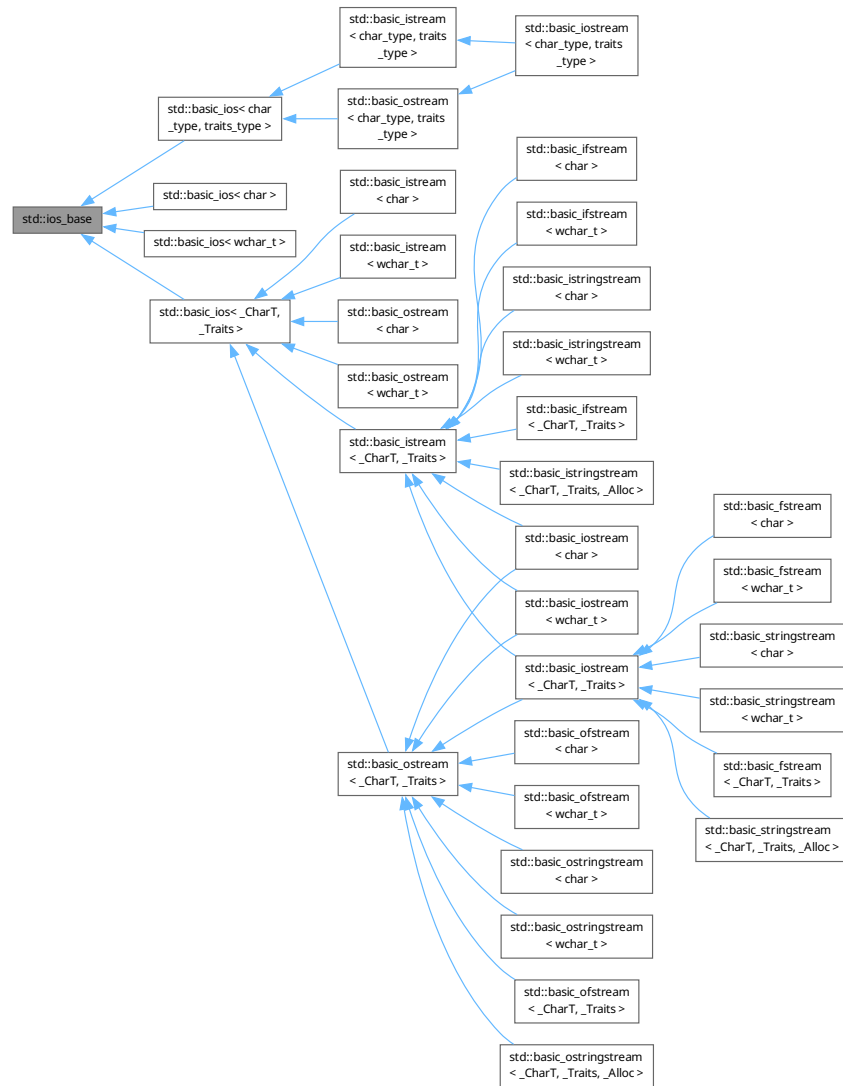 std::ios_base
std::basic_ios< char
_type, traits_type >
std::basic_ios< char >
std::basic_ios< wchar_t >
std::basic_ios< _CharT,
_Traits >
std::basic_istream
< char_type, traits
_type >
std::basic_ostream
< char_type, traits
_type >
std::basic_istream
< char >
std::basic_istream
< wchar_t >
std::basic_ostream
< char >
std::basic_ostream
< wchar_t >
std::basic_istream
< _CharT, _Traits >
std::basic_ostream
< _CharT, _Traits >
std::basic_iostream
< char_type, traits
_type >
std::basic_ifstream
< char >
std::basic_ifstream
< wchar_t >
std::basic_istringstream
< char >
std::basic_istringstream
< wchar_t >
std::basic_ifstream
< _CharT, _Traits >
std::basic_istringstream
< _CharT, _Traits, _Alloc >
std::basic_iostream
< char >
std::basic_iostream
< wchar_t >
std::basic_iostream
< _CharT, _Traits >
std::basic_ofstream
< char >
std::basic_ofstream
< wchar_t >
std::basic_ostringstream
< char >
std::basic_ostringstream
< wchar_t >
std::basic_ofstream
< _CharT, _Traits >
std::basic_ostringstream
< _CharT, _Traits, _Alloc >
std::basic_fstream
< char >
std::basic_fstream
< wchar_t >
std::basic_stringstream
< char >
std::basic_stringstream
< wchar_t >
std::basic_fstream
< _CharT, _Traits >
std::basic_stringstream
< _CharT, _Traits, _Alloc >